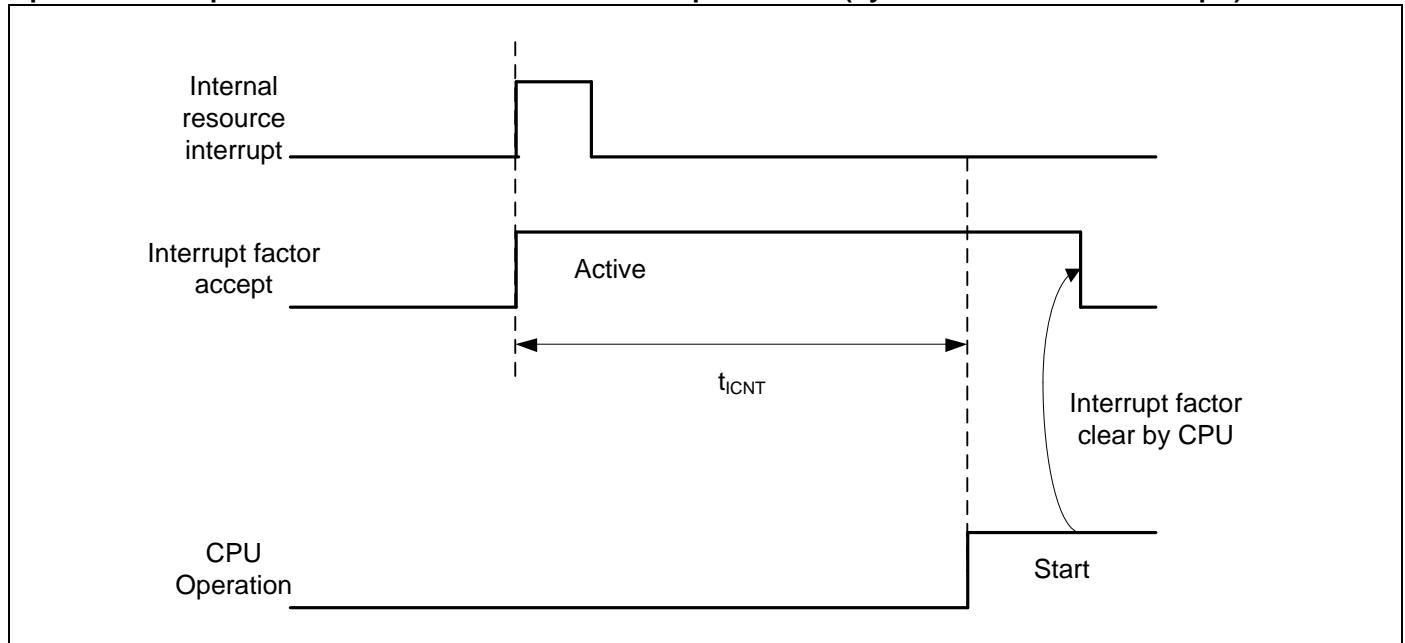 Internal
resource
interrupt
Interrupt factor
accept
Active
tICNT
Interrupt factor
clear by CPU
CPU
Operation
Start